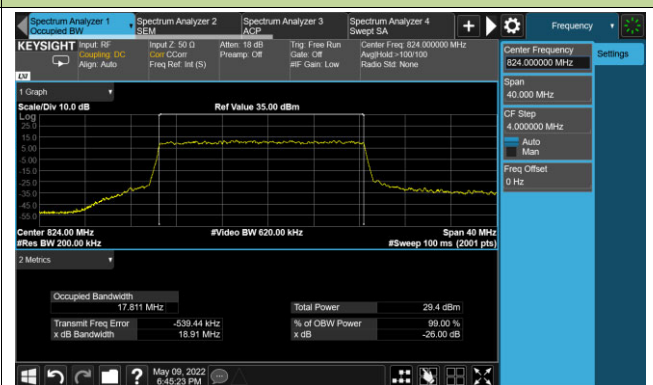 Spectrum Analyzer 1
Occupied BW
Spectrum Analyzer 2
SEM
Spectrum Analyzer 3
ACP
Spectrum Analyzer 4
Swept SA
Frequency
KEYSIGHT
Input: RF
Coupling: DC
Align: Auto
Input Z: 50 Ω
Corr CCorr
Freq Ref: Int (S)
Atten: 18 dB
Preamp: Off
Trig: Free Run
Gate: Off
#IF Gain: Low
Center Freq: 824.000000 MHz
Avg|Hold:>100/100
Radio Std: None
LXI
Center Frequency
824.000000 MHz
Settings
Span
40.000 MHz
CF Step
4.000000 MHz
Auto
Man
Freq Offset
0 Hz
1 Graph
Scale/Div 10.0 dB
Ref Value 35.00 dBm
Log
25.0
15.0
5.00
-5.00
-15.0
-25.0
-35.0
-45.0
-55.0
Center 824.00 MHz
#Video BW 620.00 kHz
Span 40 MHz
#Res BW 200.00 kHz
#Sweep 100 ms (2001 pts)
2 Metrics
Occupied Bandwidth
17.811 MHz
Total Power
29.4 dBm
Transmit Freq Error
-539.44 kHz
% of OBW Power
99.00 %
x dB Bandwidth
18.91 MHz
x dB
-26.00 dB
?
May 09, 2022
6:45:23 PM